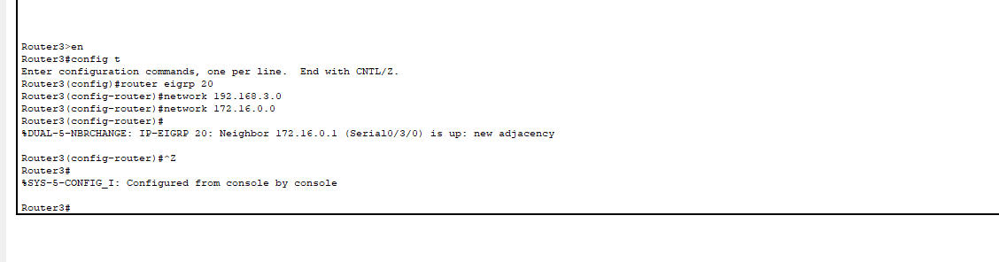 Router3>en
Router3#config t
Enter configuration commands, one per line.  End with CNTL/Z.
Router3(config)#router eigrp 20
Router3(config-router)#network 192.168.3.0
Router3(config-router)#network 172.16.0.0
Router3(config-router)#
%DUAL-5-NBRCHANGE: IP-EIGRP 20: Neighbor 172.16.0.1 (Serial0/3/0) is up: new adjacency
Router3(config-router)#^Z
Router3#
%SYS-5-CONFIG_I: Configured from console by console
Router3#